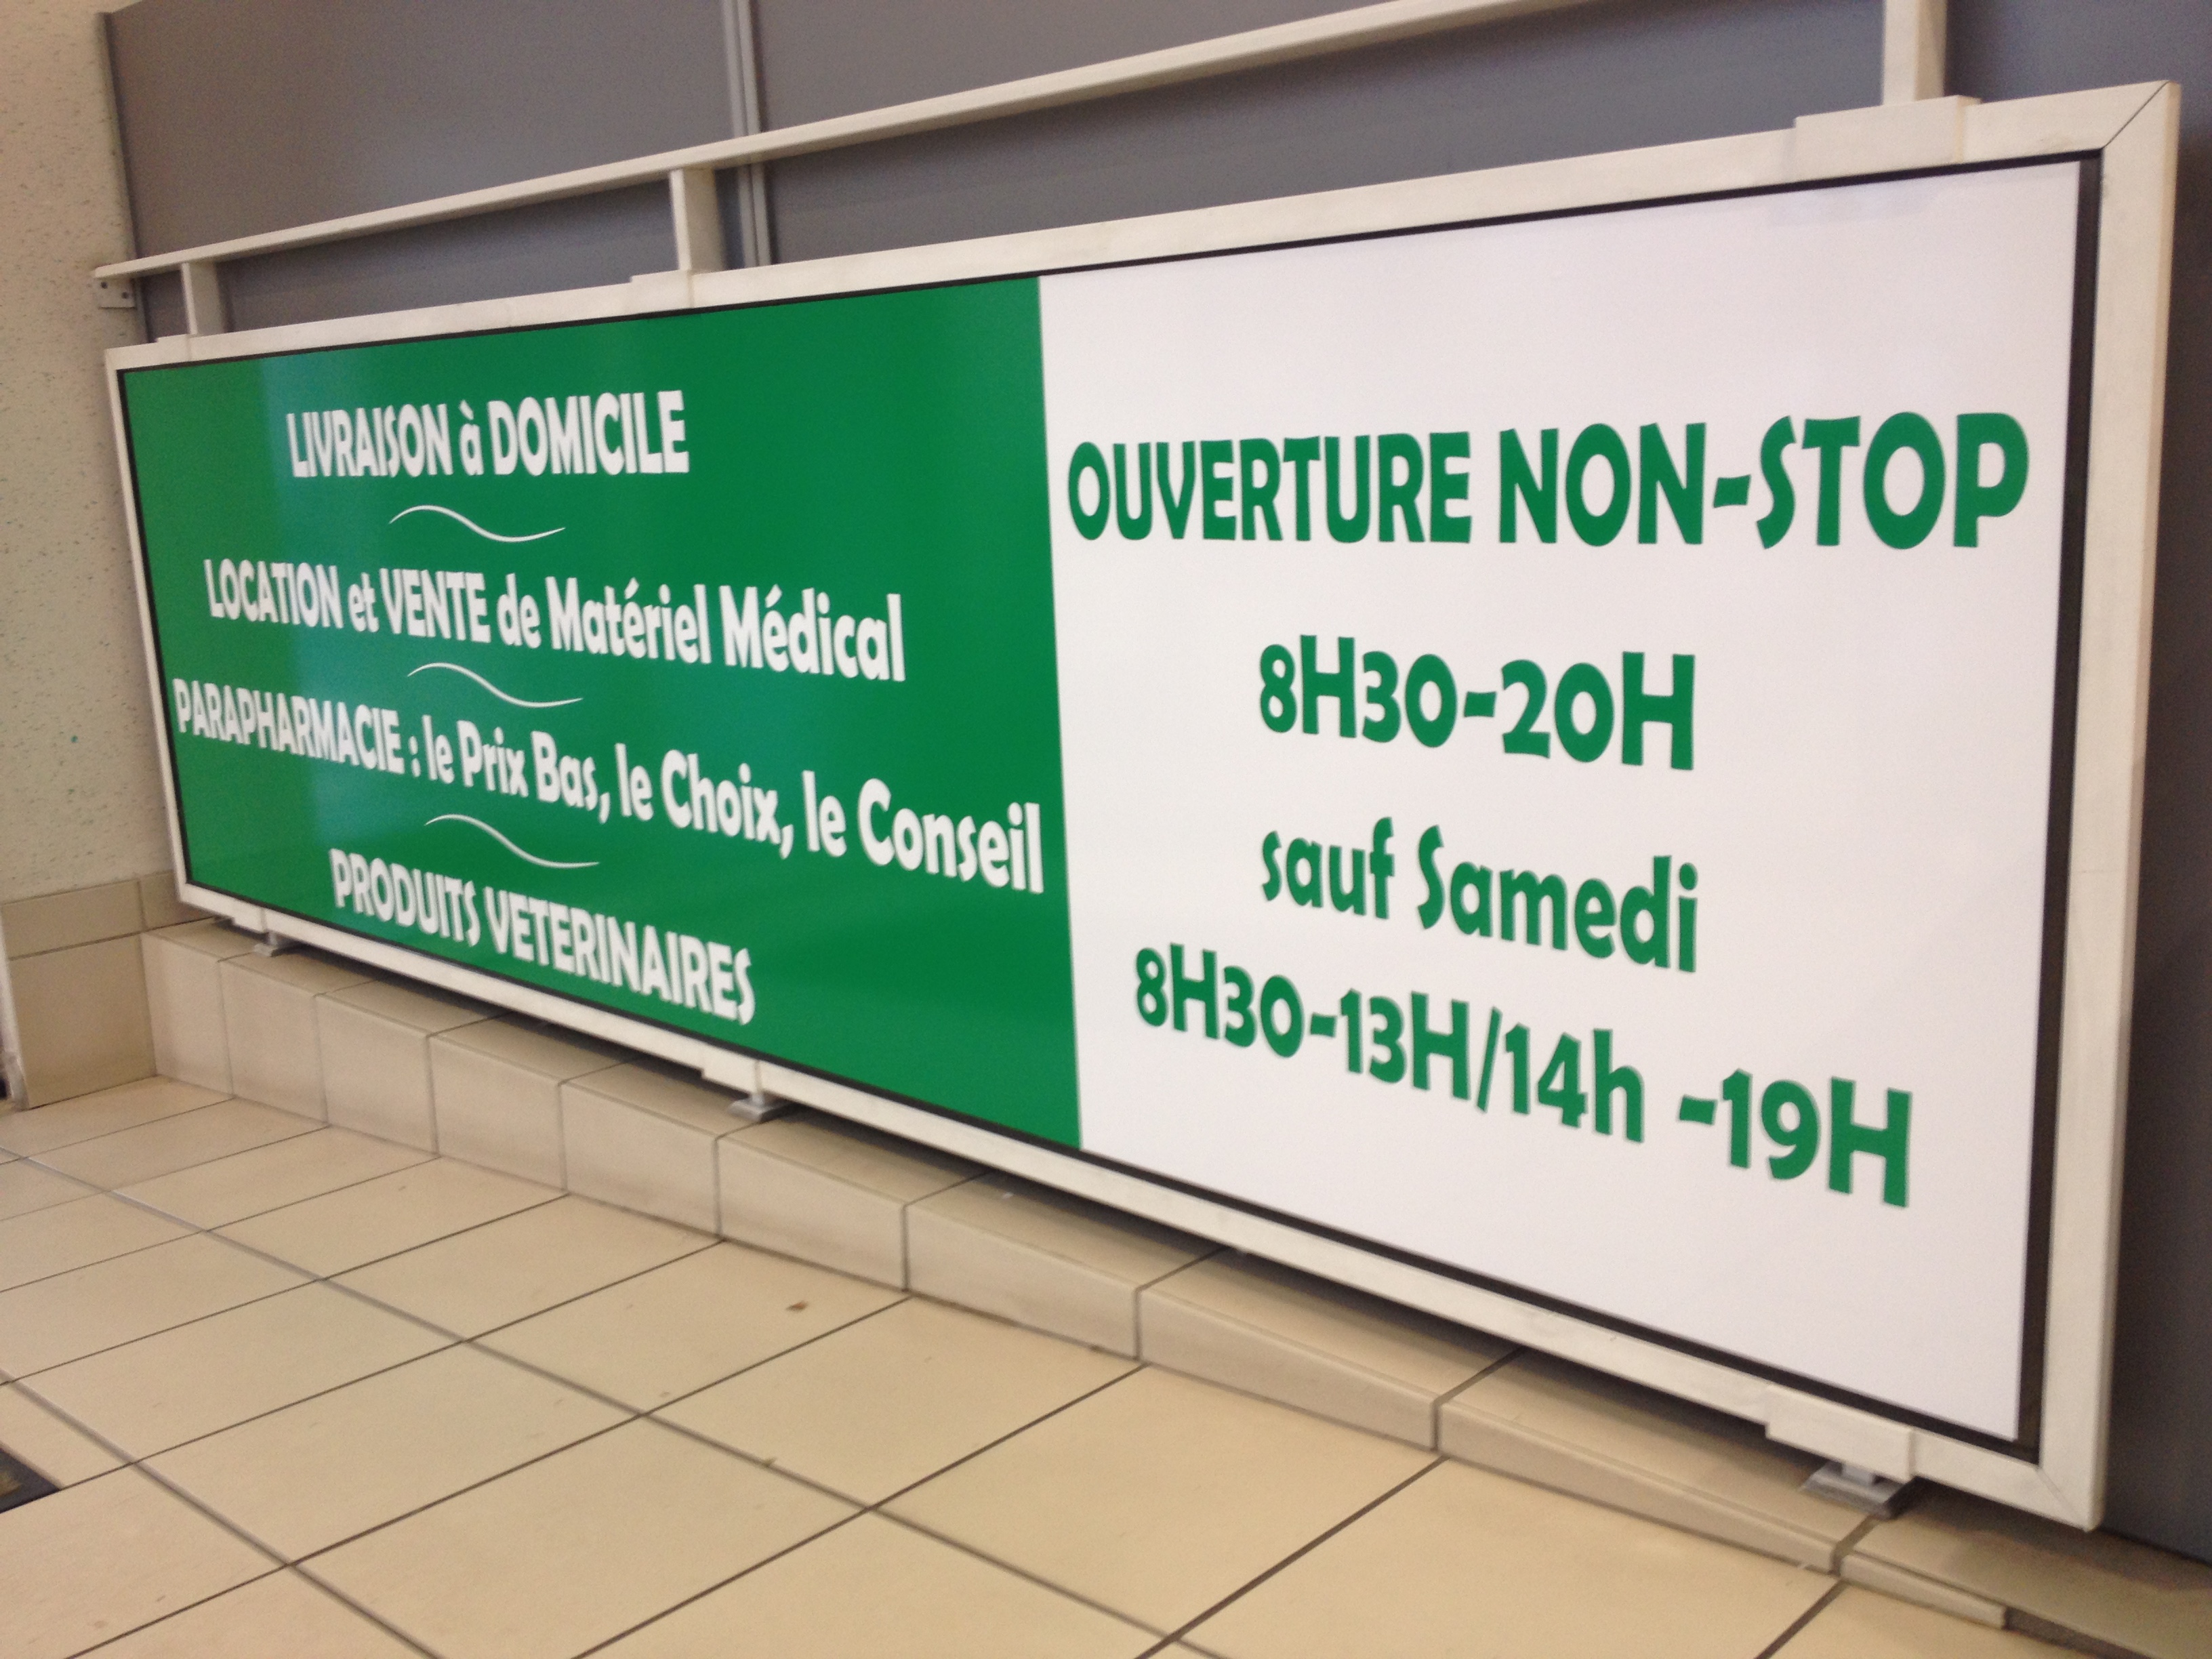 LIVRAISON à DOMICILE
LOCATION et VENTE de Matériel Médical
PARAPHARMACIE : le Prix Bas, le Choix, le Conseil
PRODUITS VETERINAIRES
OUVERTURE NON-STOP
8H30-20H
sauf Samedi
8H30-13H/14h -19H